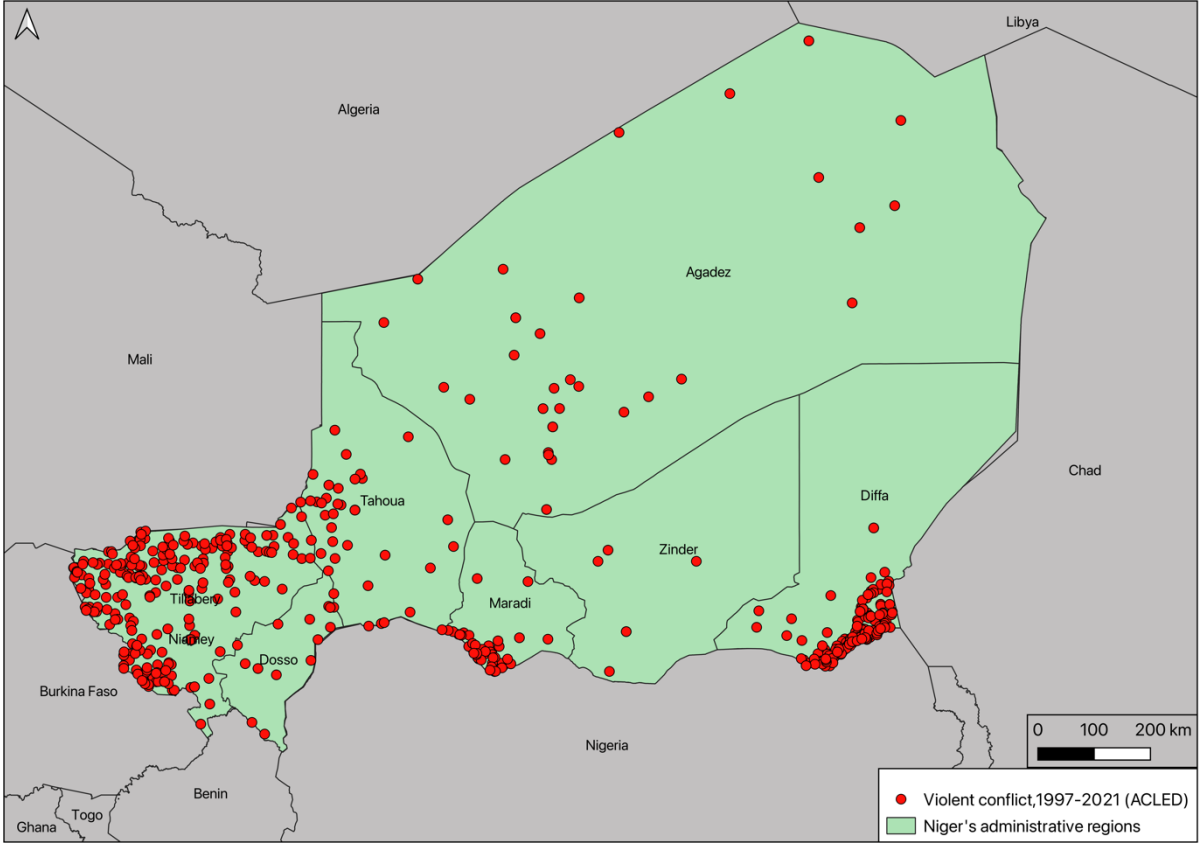 Libya
Algeria
Agadez
Mali
Chad
Diffa
Tahoua
Zinder
Maradi
Tillabery
Niamey
Dosso
Burkina Faso
Nigeria
Benin
Togo
Ghana
0 100 200 km
Violent conflict,1997-2021 (ACLED)
Niger's administrative regions